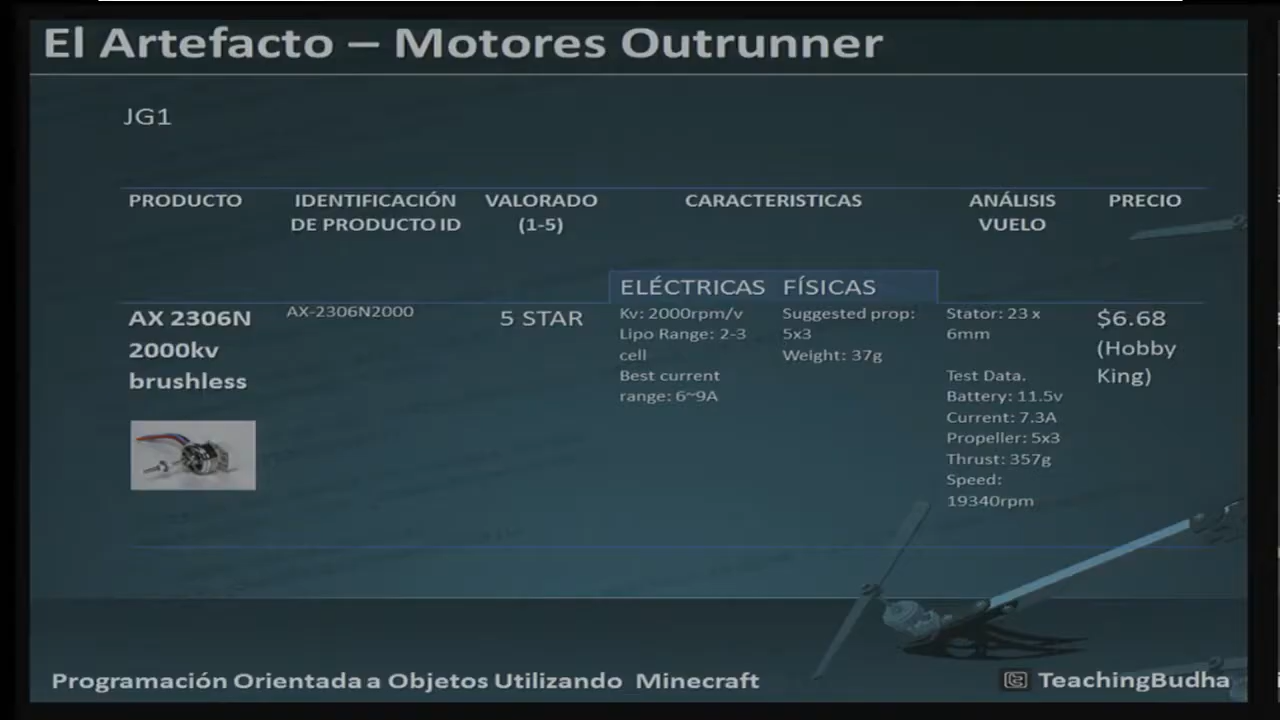 El Artefacto – Motores Outrunner
JG1
PRODUCTO
IDENTIFICACIÓN
DE PRODUCTO ID
VALORADO
(1-5)
CARACTERISTICAS
ANÁLISIS
VUELO
PRECIO
ELÉCTRICAS
FÍSICAS
AX 2306N
2000kv
brushless
AX-2306N2000
5 STAR
Kv: 2000rpm/v
Lipo Range: 2-3
cell
Best current
range: 6~9A
Suggested prop:
5x3
Weight: 37g
Stator: 23 x
6mm
Test Data.
Battery: 11.5v
Current: 7.3A
Propeller: 5x3
Thrust: 357g
Speed:
19340rpm
$6.68
(Hobby
King)
Programación Orientada a Objetos Utilizando Minecraft
TeachingBudha